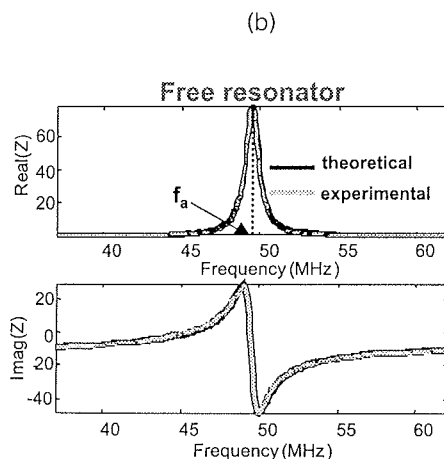 (b)
Free resonator
Real(Z)
60
40
20
theoretical
experimental
fa
40
45
50
55
60
Frequency(MHz)
Imag(Z)
20
0
-20
-40
40
45
50
55
60
Frequency(MHz)